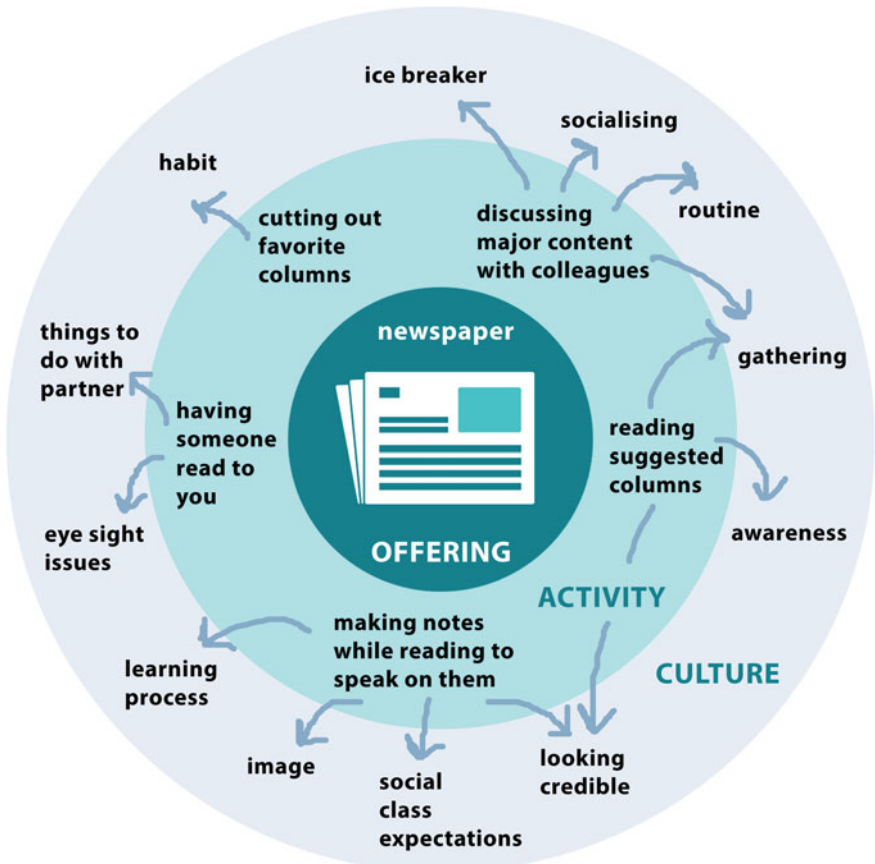 ice breaker
socialising
habit
routine
cutting out
favorite
columns
discussing
major content
with colleagues
newspaper
things to
do with
partner
gathering
having
someone
read to
you
reading
suggested
columns
eye sight
issues
awareness
OFFERING
ACTIVITY
making notes
while reading to
speak on them
learning
process
CULTURE
image
looking
credible
social
class
expectations